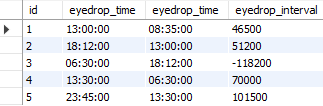 id eyedrop_time eyedrop_time eyedrop_interval
1 13:00:00 08:35:00 46500
2 18:12:00 13:00:00 51200
3 06:30:00 18:12:00 -118200
4 13:30:00 06:30:00 70000
5 23:45:00 13:30:00 101500